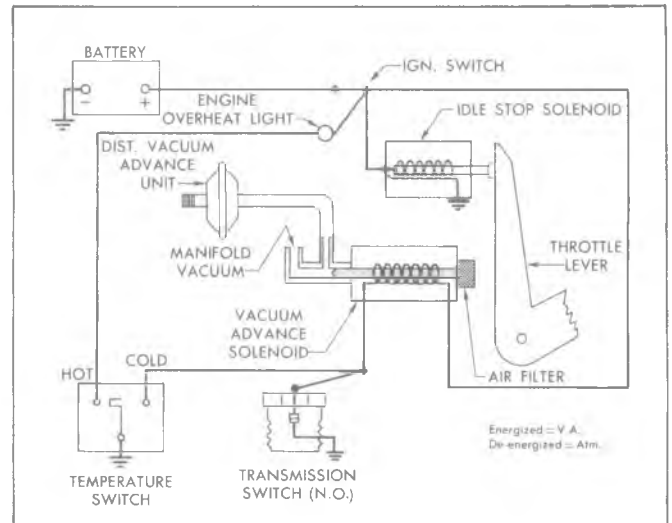 BATTERY
IGN. SWITCH
ENGINE
OVERHEAT LIGHT
IDLE STOP SOLENOID
DIST. VACUUM
ADVANCE
UNIT
MANIFOLD
VACUUM
THROTTLE
LEVER
VACUUM
ADVANCE
SOLENOID
AIR FILTER
HOT
COLD
Energized = V.A.
De-energized = Atm.
TEMPERATURE
SWITCH
TRANSMISSION
SWITCH (N.O.)